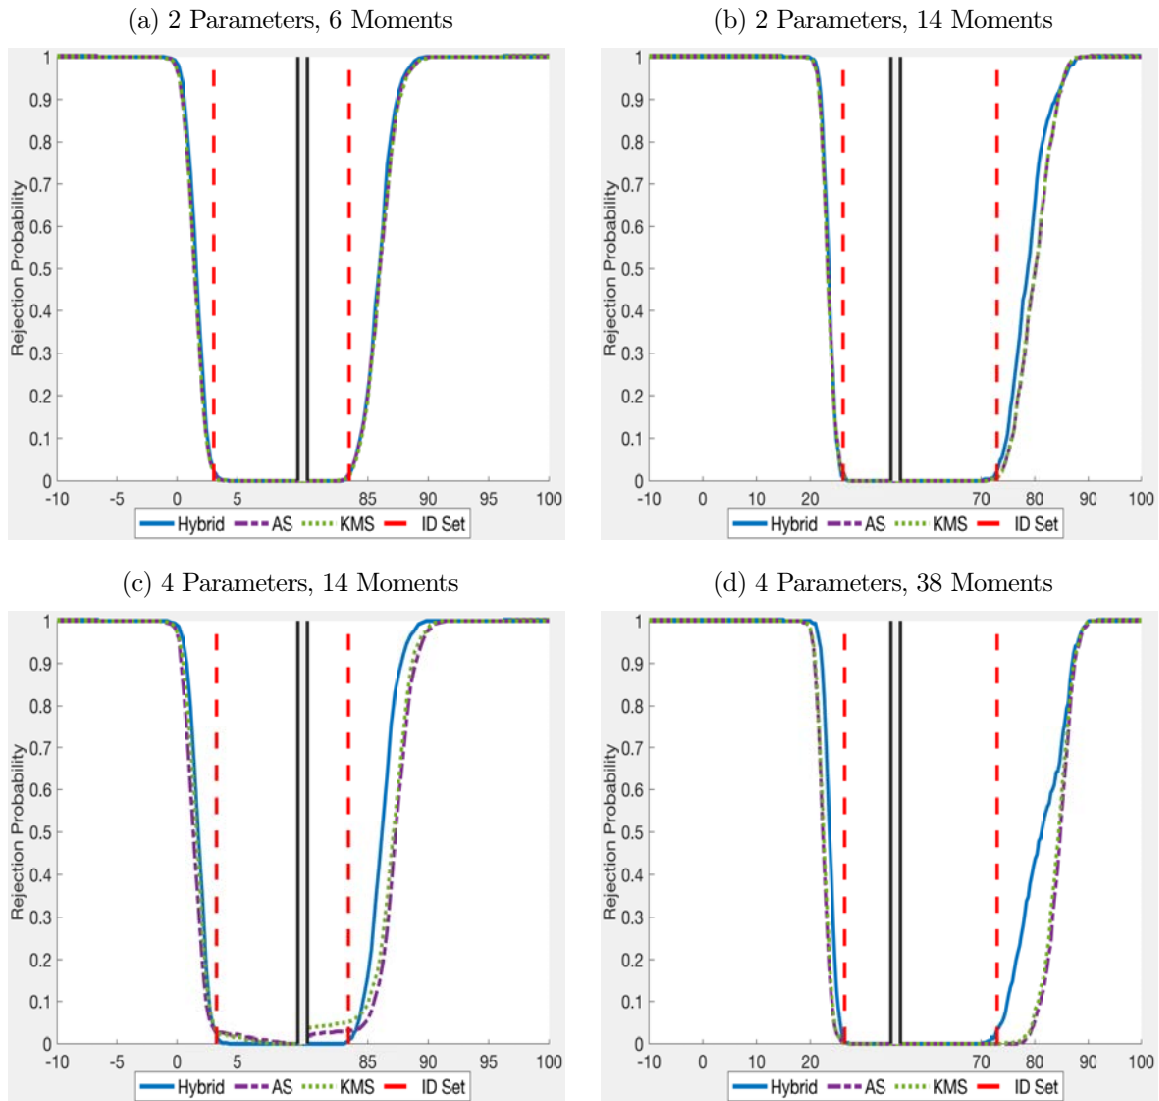 (a) 2 Parameters, 6 Moments
Rejection Probability
1
0.9
0.8
0.7
0.6
0.5
0.4
0.3
0.2
0.1
0
-10 -5 0 5 85 90 95 100
Hybrid AS KMS ID Set
(b) 2 Parameters, 14 Moments
Rejection Probability
1
0.9
0.8
0.7
0.6
0.5
0.4
0.3
0.2
0.1
0
-10 0 10 20 70 80 90 100
Hybrid AS KMS ID Set
(c) 4 Parameters, 14 Moments
Rejection Probability
1
0.9
0.8
0.7
0.6
0.5
0.4
0.3
0.2
0.1
0
-10 -5 0 5 85 90 95 100
Hybrid AS KMS ID Set
(d) 4 Parameters, 38 Moments
Rejection Probability
1
0.9
0.8
0.7
0.6
0.5
0.4
0.3
0.2
0.1
0
-10 0 10 20 70 80 90 100
Hybrid AS KMS ID Set